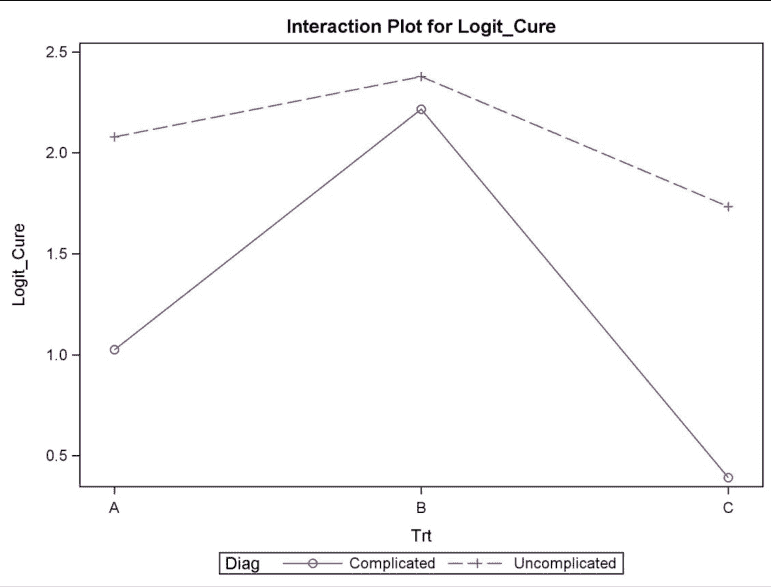 Interaction Plot for Logit_Cure
2.5
2.0
1.5
1.0
0.5
Logit_Cure
A B C
Trt
Diag Complicated Uncomplicated